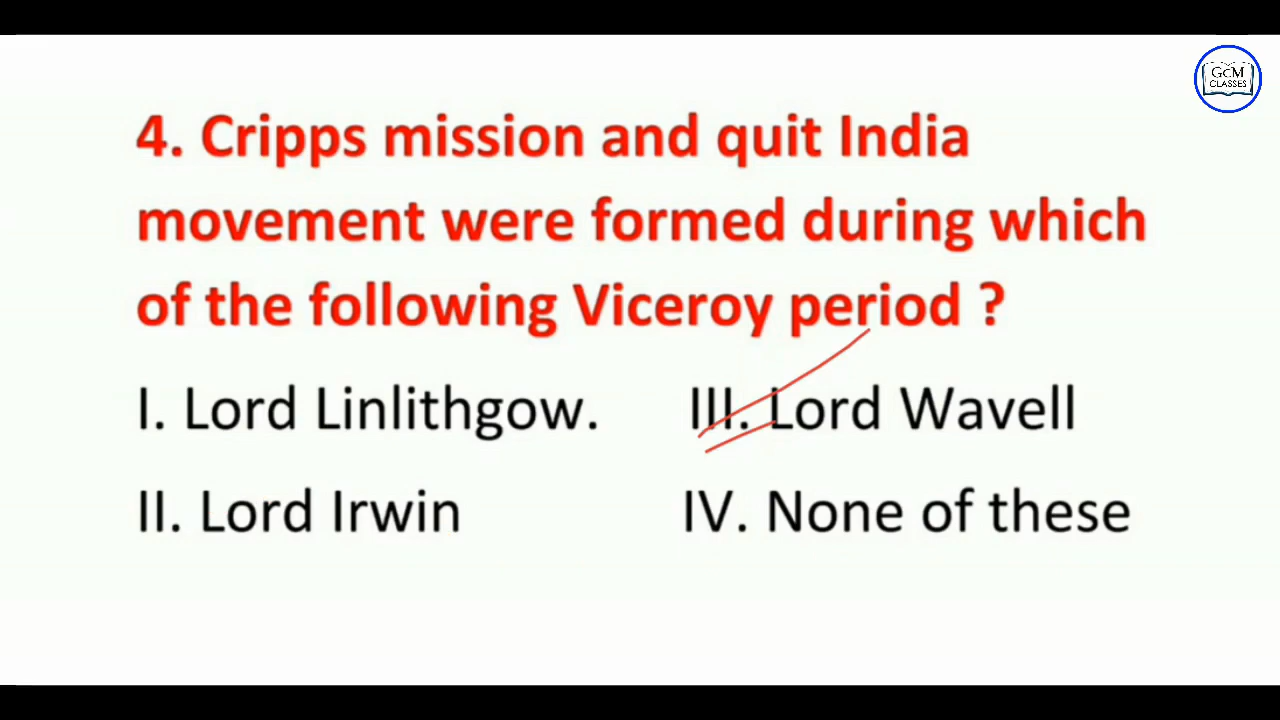 GCM
CLASSES
4. Cripps mission and quit India
movement were formed during which
of the following Viceroy period ?
I. Lord Linlithgow. III. Lord Wavell
II. Lord Irwin IV. None of these